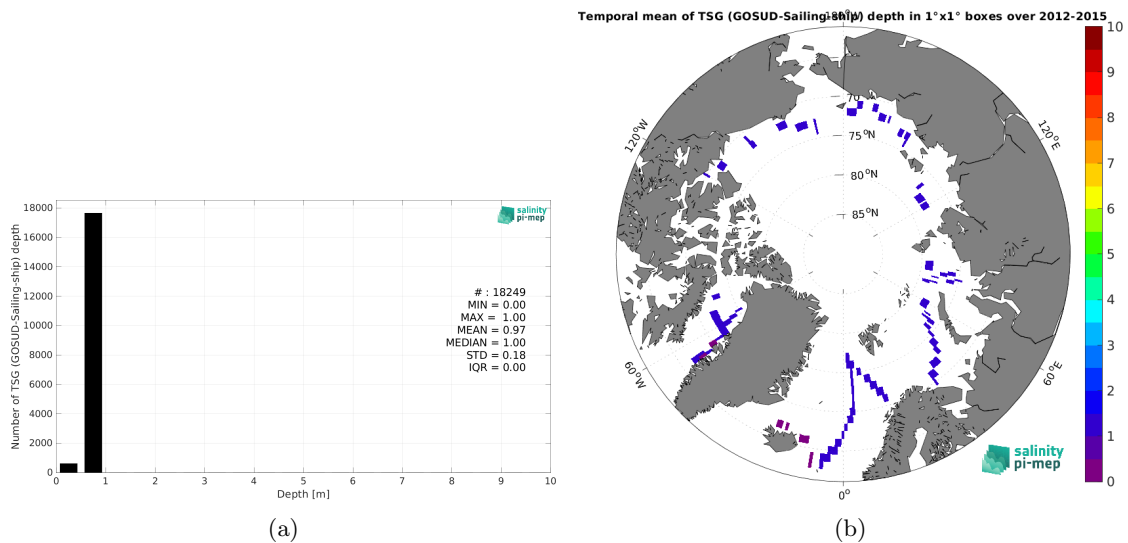 18000
16000
14000
12000
10000
8000
6000
4000
2000
0
Number of TSG (GOSUD-Sailing-ship) depth
salinity
pi-mep
# : 18249
MIN = 0.00
MAX = 1.00
MEAN = 0.97
MEDIAN = 1.00
STD = 0.18
IQR = 0.00
0 1 2 3 4 5 6 7 8 9 10
Depth [m]
(a)
Temporal mean of TSG (GOSUD-Sailing-ship) depth in 1°x1° boxes over 2012-2015
70
75°N
80°N
85°N
120°W
120°E
60°W
60°E
0°
salinity
pi-mep
10
9
8
7
6
5
4
3
2
1
0
(b)